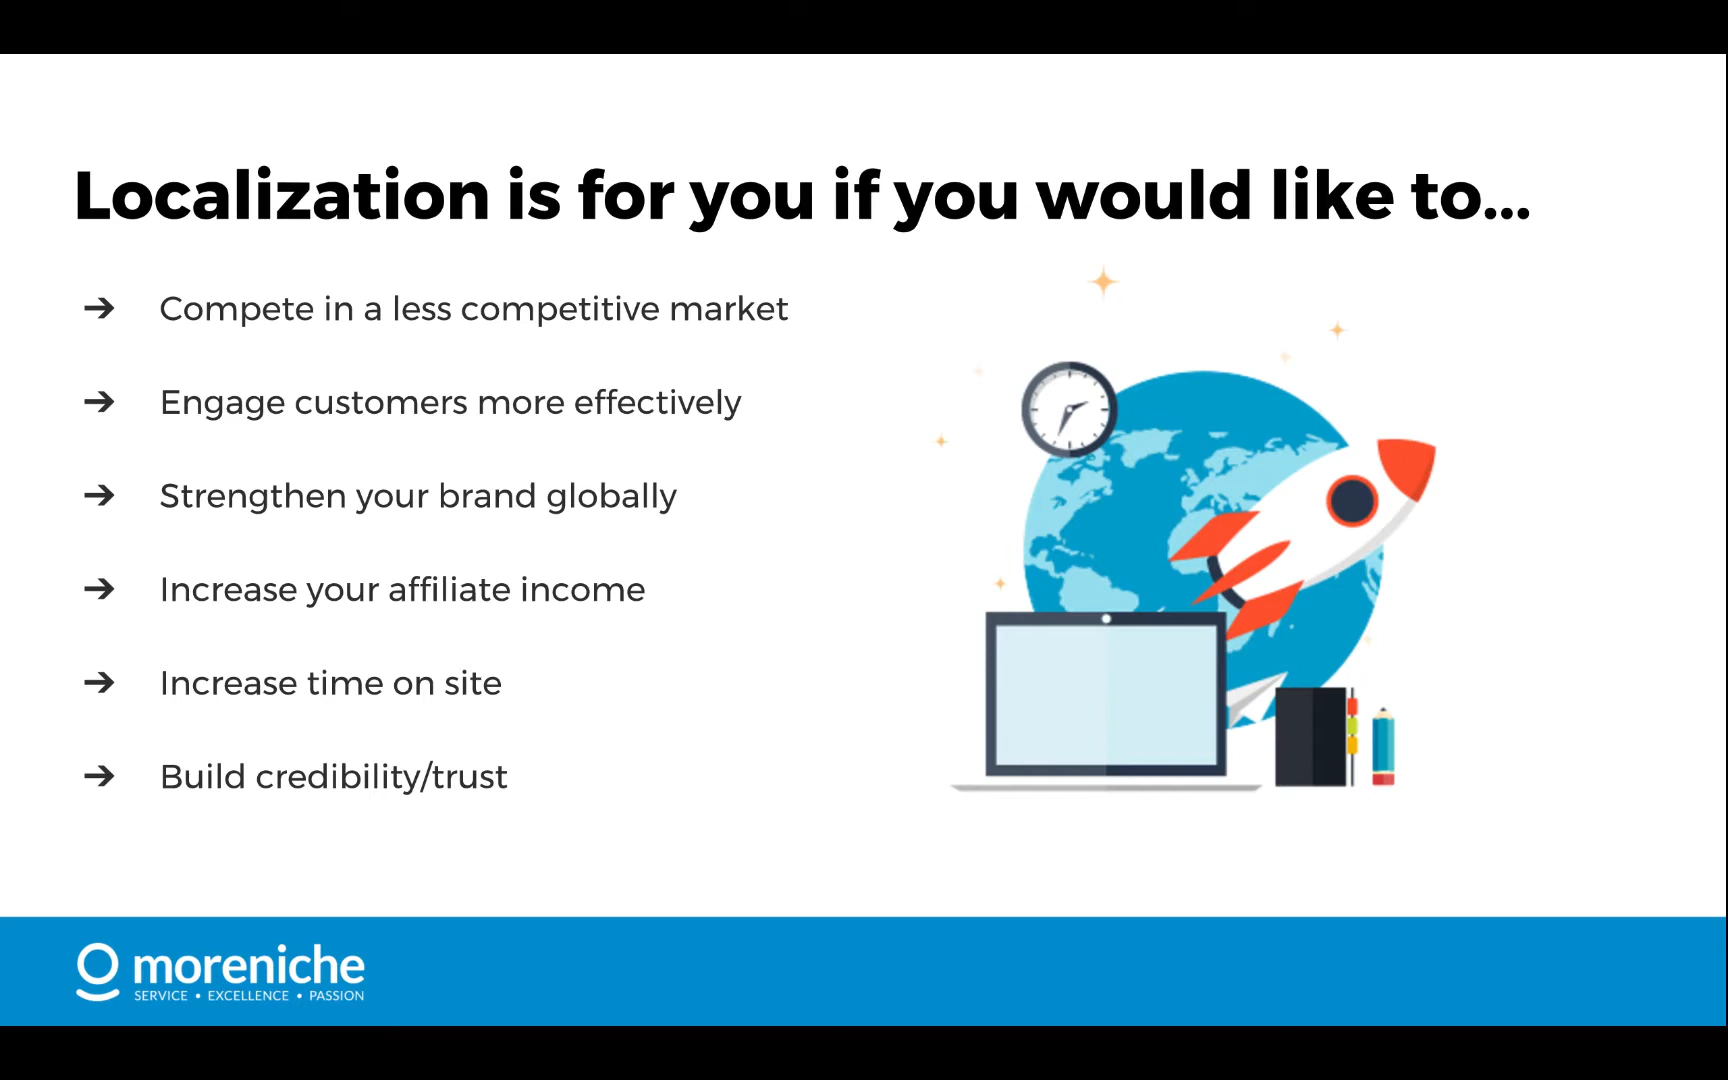 Localization is for you if you would like to...
➔ Compete in a less competitive market
➔ Engage customers more effectively
➔ Strengthen your brand globally
➔ Increase your affiliate income
➔ Increase time on site
➔ Build credibility/trust
moreniche
SERVICE • EXCELLENCE • PASSION